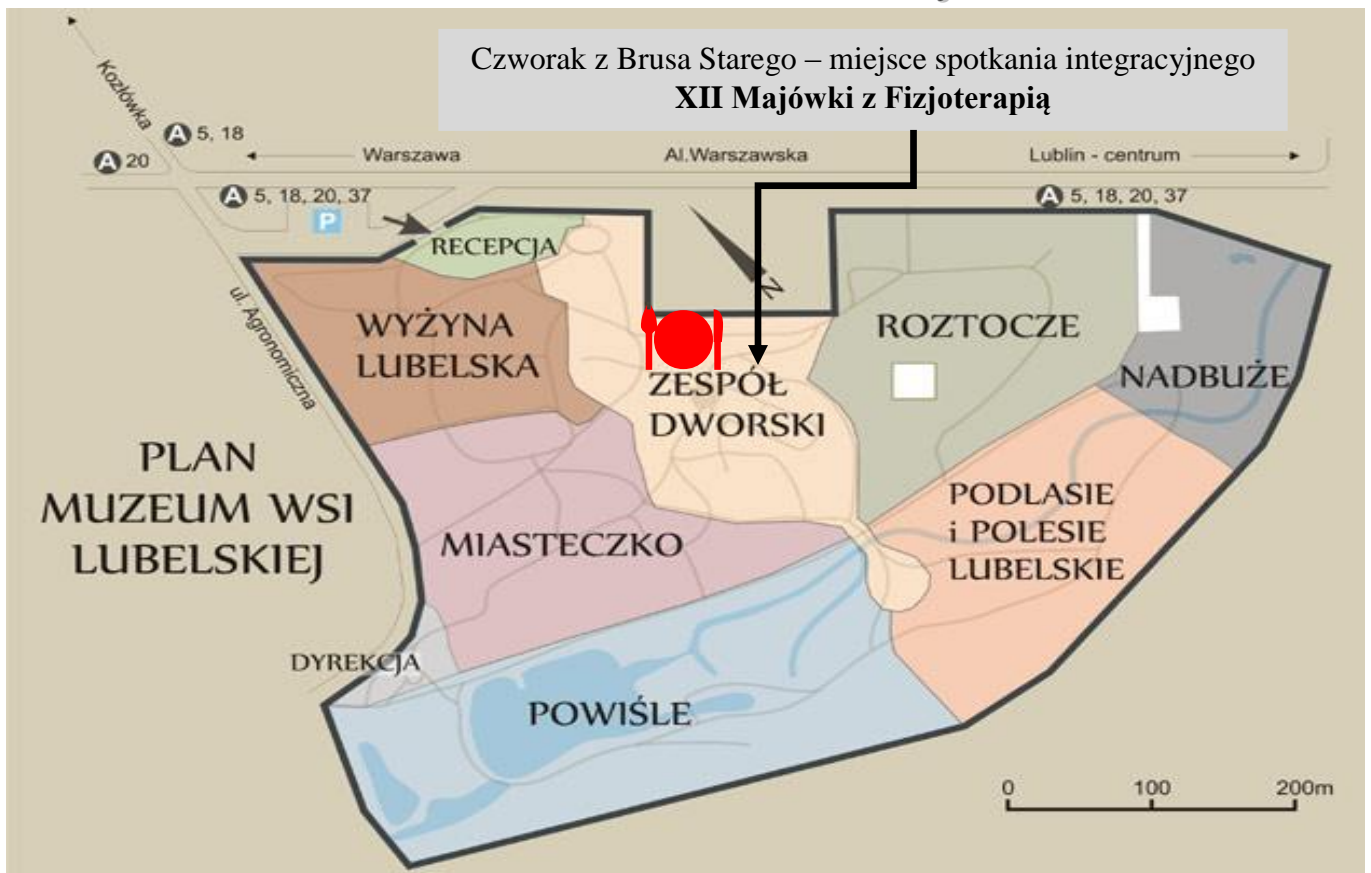 Czworak z Brusa Starego – miejsce spotkania integracyjnego
XII Majówki z Fizjoterapią
Kozłówka
A 5, 18
A 20
Warszawa
Al.Warszawska
Lublin - centrum
A 5, 18, 20, 37
A 5, 18, 20, 37
P
RECEPCJA
N
ul. Agronomiczna
WYŻYNA
LUBELSKA
ROZTOCZE
NADBUŻE
ZESPÓŁ
DWORSKI
PLAN
MUZEUM WSI
LUBELSKIEJ
PODLASIE
i POLESIE
LUBELSKIE
MIASTECZKO
DYREKCJA
POWIŚLE
0 100 200m